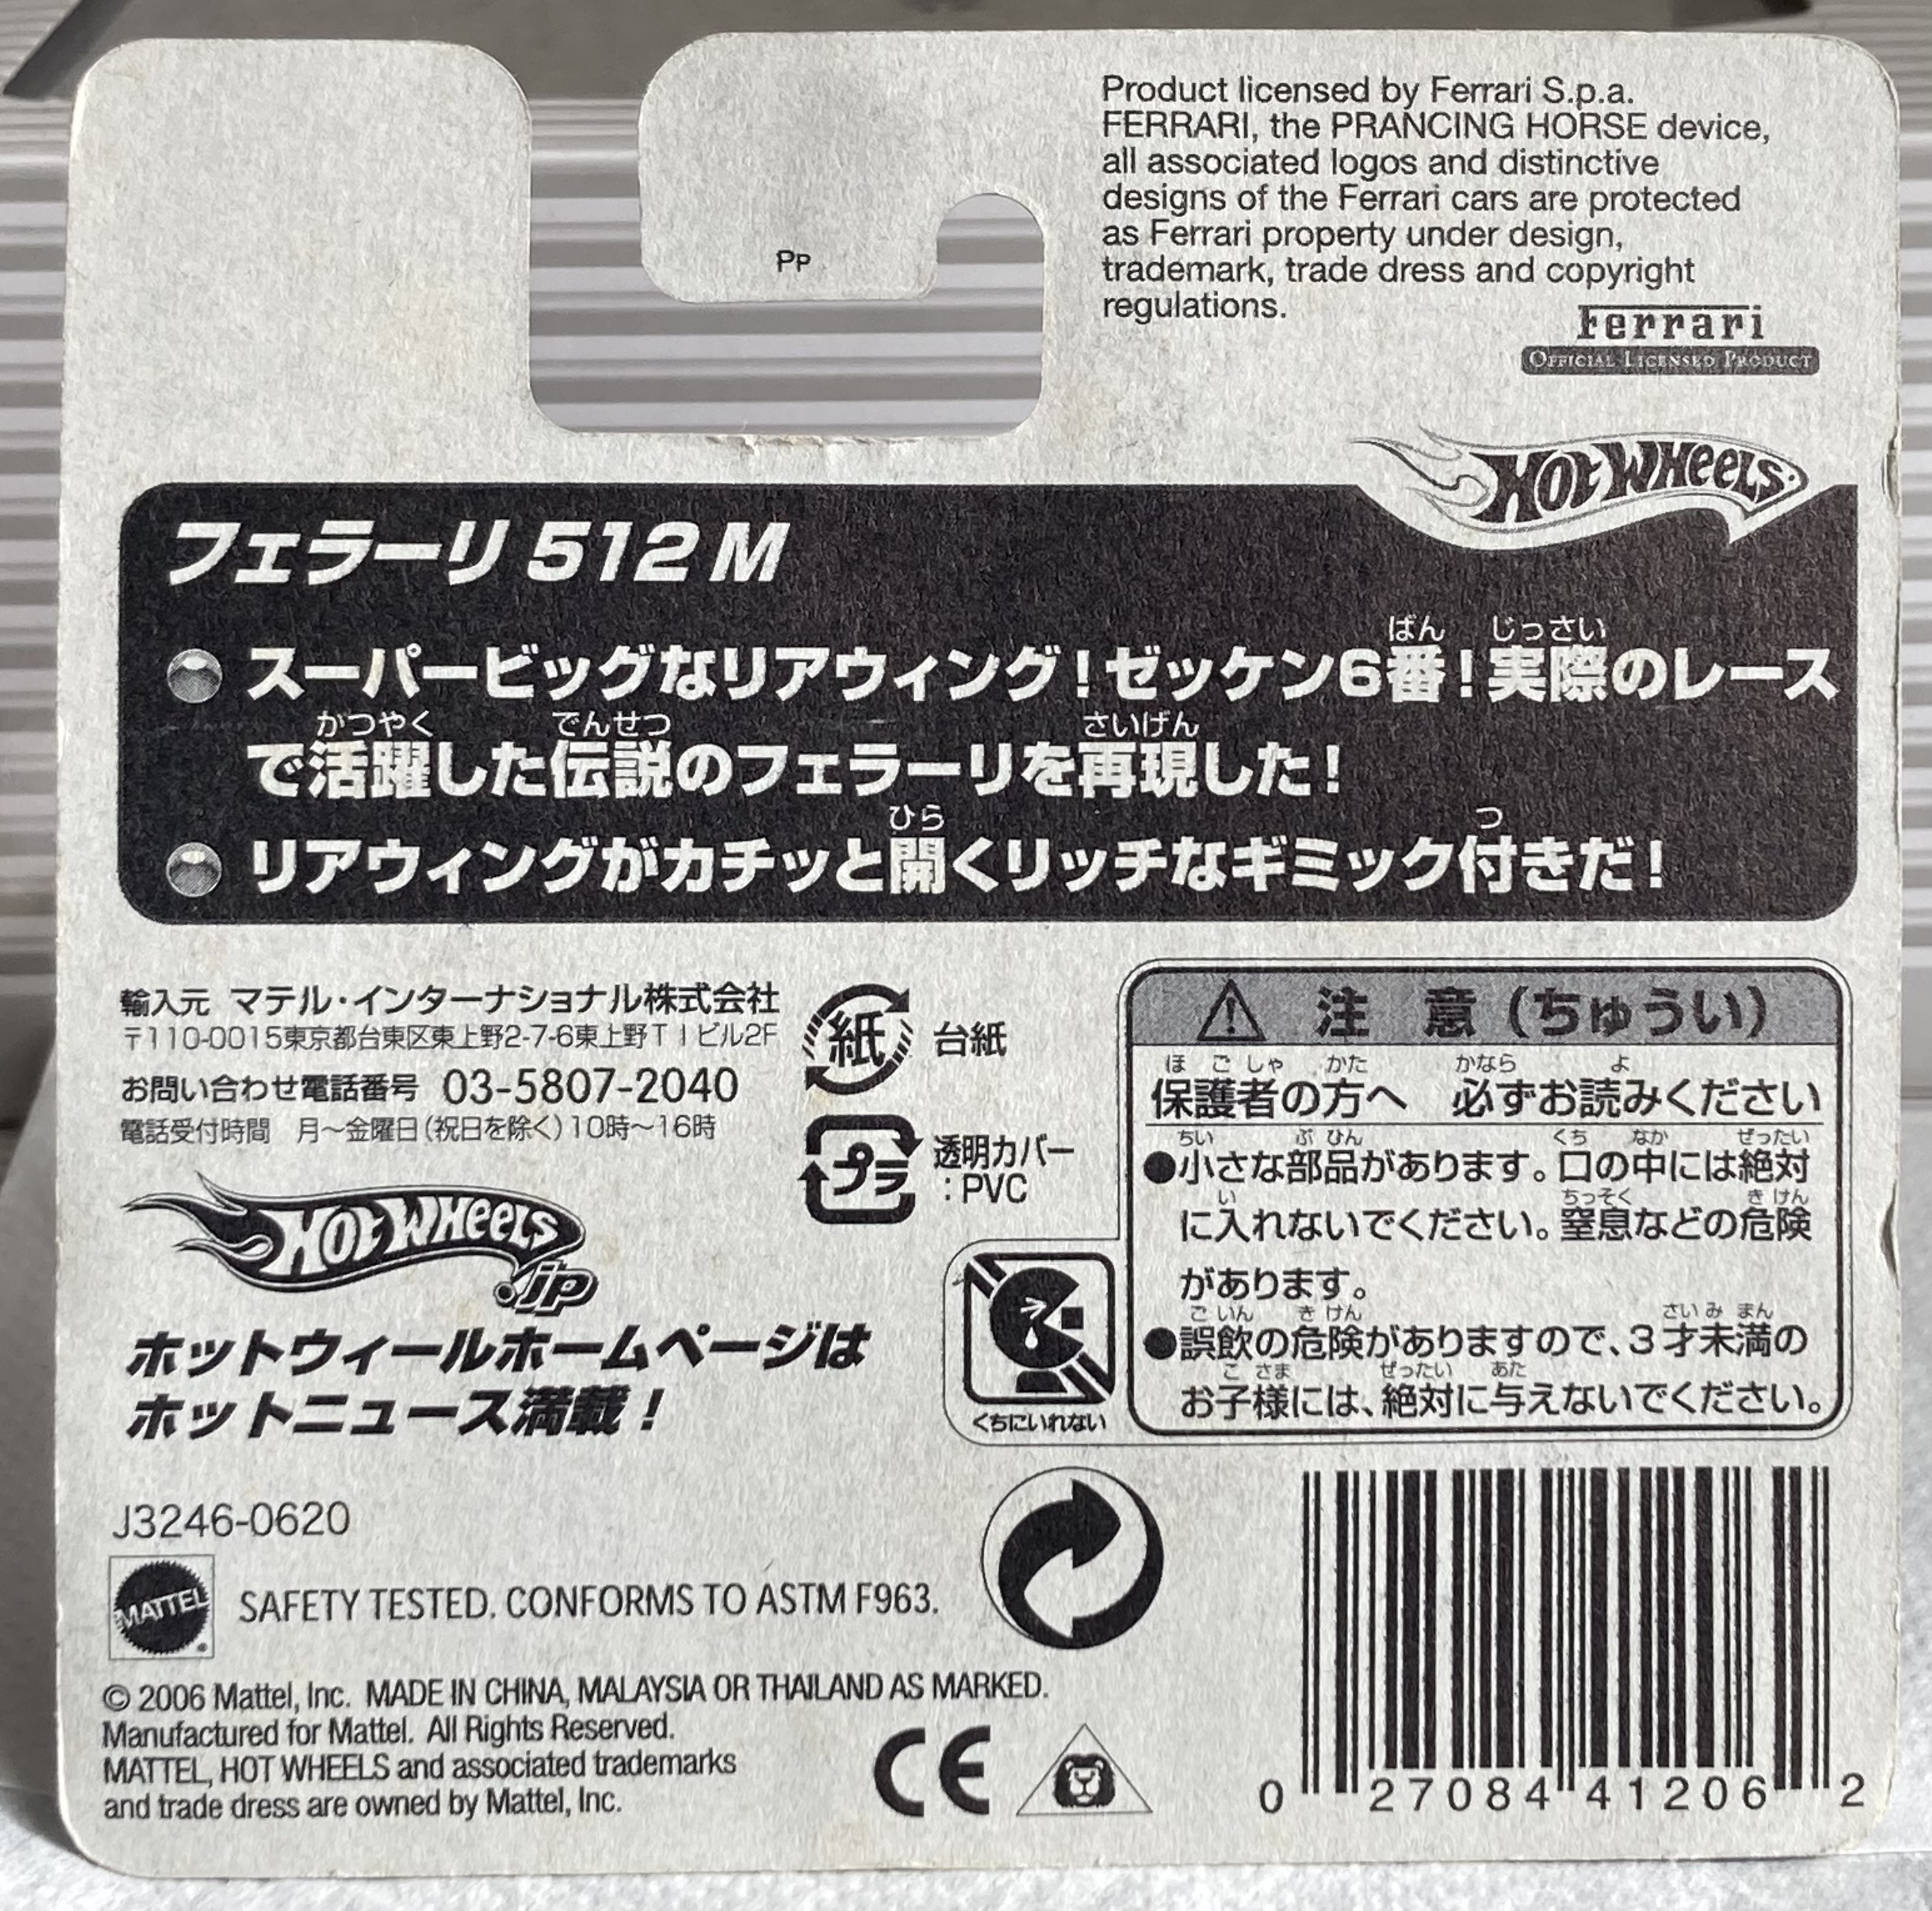 Product licensed by Ferrari S.p.a.
FERRARI, the PRANCING HORSE device,
all associated logos and distinctive
designs of the Ferrari cars are protected
as Ferrari property under design,
trademark, trade dress and copyright
regulations.
Pp
Ferrari
OFFICIAL LICENSED PRODUCT
HOT WHEELS
フェラーリ 512 M
ばん じっさい
スーパービッグなリアウィング!ゼッケン6番!実際のレース
かつやく でんせつ さいげん
で活躍した伝説のフェラーリを再現した!
ひら つ
リアウィングがカチッと開くリッチなギミック付きだ!
輸入元 マテル・インターナショナル株式会社
〒110-0015東京都台東区東上野2-7-6東上野TIビル2F
お問い合わせ電話番号 03-5807-2040
電話受付時間 月〜金曜日(祝日を除く)10時〜16時
紙 台紙
プラ 透明カバー
:PVC
HOT WHEELS
.jp
ホットウィールホームページは
ホットニュース満載!
注 意(ちゅうい)
ほ ご しゃ かた かなら よ
保護者の方へ 必ずお読みください
ちい ぶ ひん くち なか ぜったい
●小さな部品があります。口の中には絶対
い ちっそく き けん
に入れないでください。窒息などの危険
があります。
ご いん き けん さい み まん
●誤飲の危険がありますので、3才未満の
こ さま ぜったい あた
お子様には、絶対に与えないでください。
くちにいれない
J3246-0620
MATTEL
SAFETY TESTED. CONFORMS TO ASTM F963.
© 2006 Mattel, Inc. MADE IN CHINA, MALAYSIA OR THAILAND AS MARKED.
Manufactured for Mattel. All Rights Reserved.
MATTEL, HOT WHEELS and associated trademarks
and trade dress are owned by Mattel, Inc.
CE
0 27084 41206 2